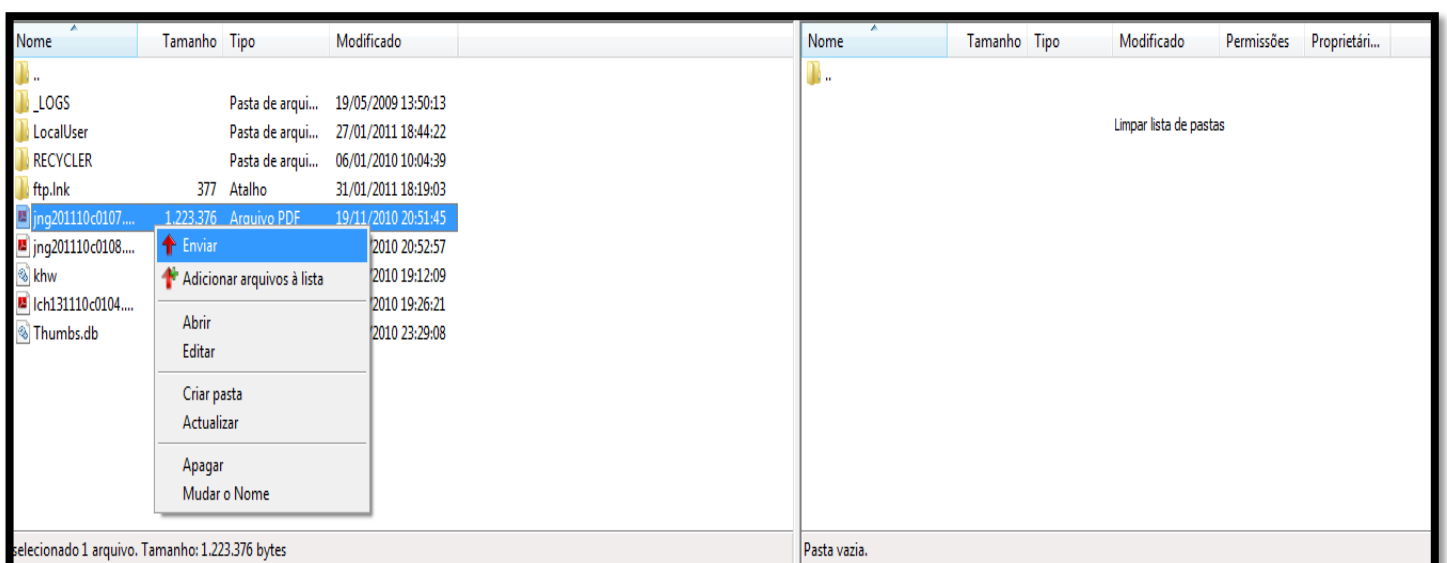 Nome Tamanho Tipo Modificado
..
_LOGS Pasta de arqui... 19/05/2009 13:50:13
LocalUser Pasta de arqui... 27/01/2011 18:44:22
RECYCLER Pasta de arqui... 06/01/2010 10:04:39
ftp.lnk 377 Atalho 31/01/2011 18:19:03
jng201110c0107.... 1.223.376 Arquivo PDF 19/11/2010 20:51:45
jng201110c0108.... /2010 20:52:57
khw /2010 19:12:09
lch131110c0104.... /2010 19:26:21
Thumbs.db /2010 23:29:08
Enviar
Adicionar arquivos à lista
Abrir
Editar
Criar pasta
Actualizar
Apagar
Mudar o Nome
selecionado 1 arquivo. Tamanho: 1.223.376 bytes
Nome Tamanho Tipo Modificado Permissões Proprietári...
..
Limpar lista de pastas
Pasta vazia.